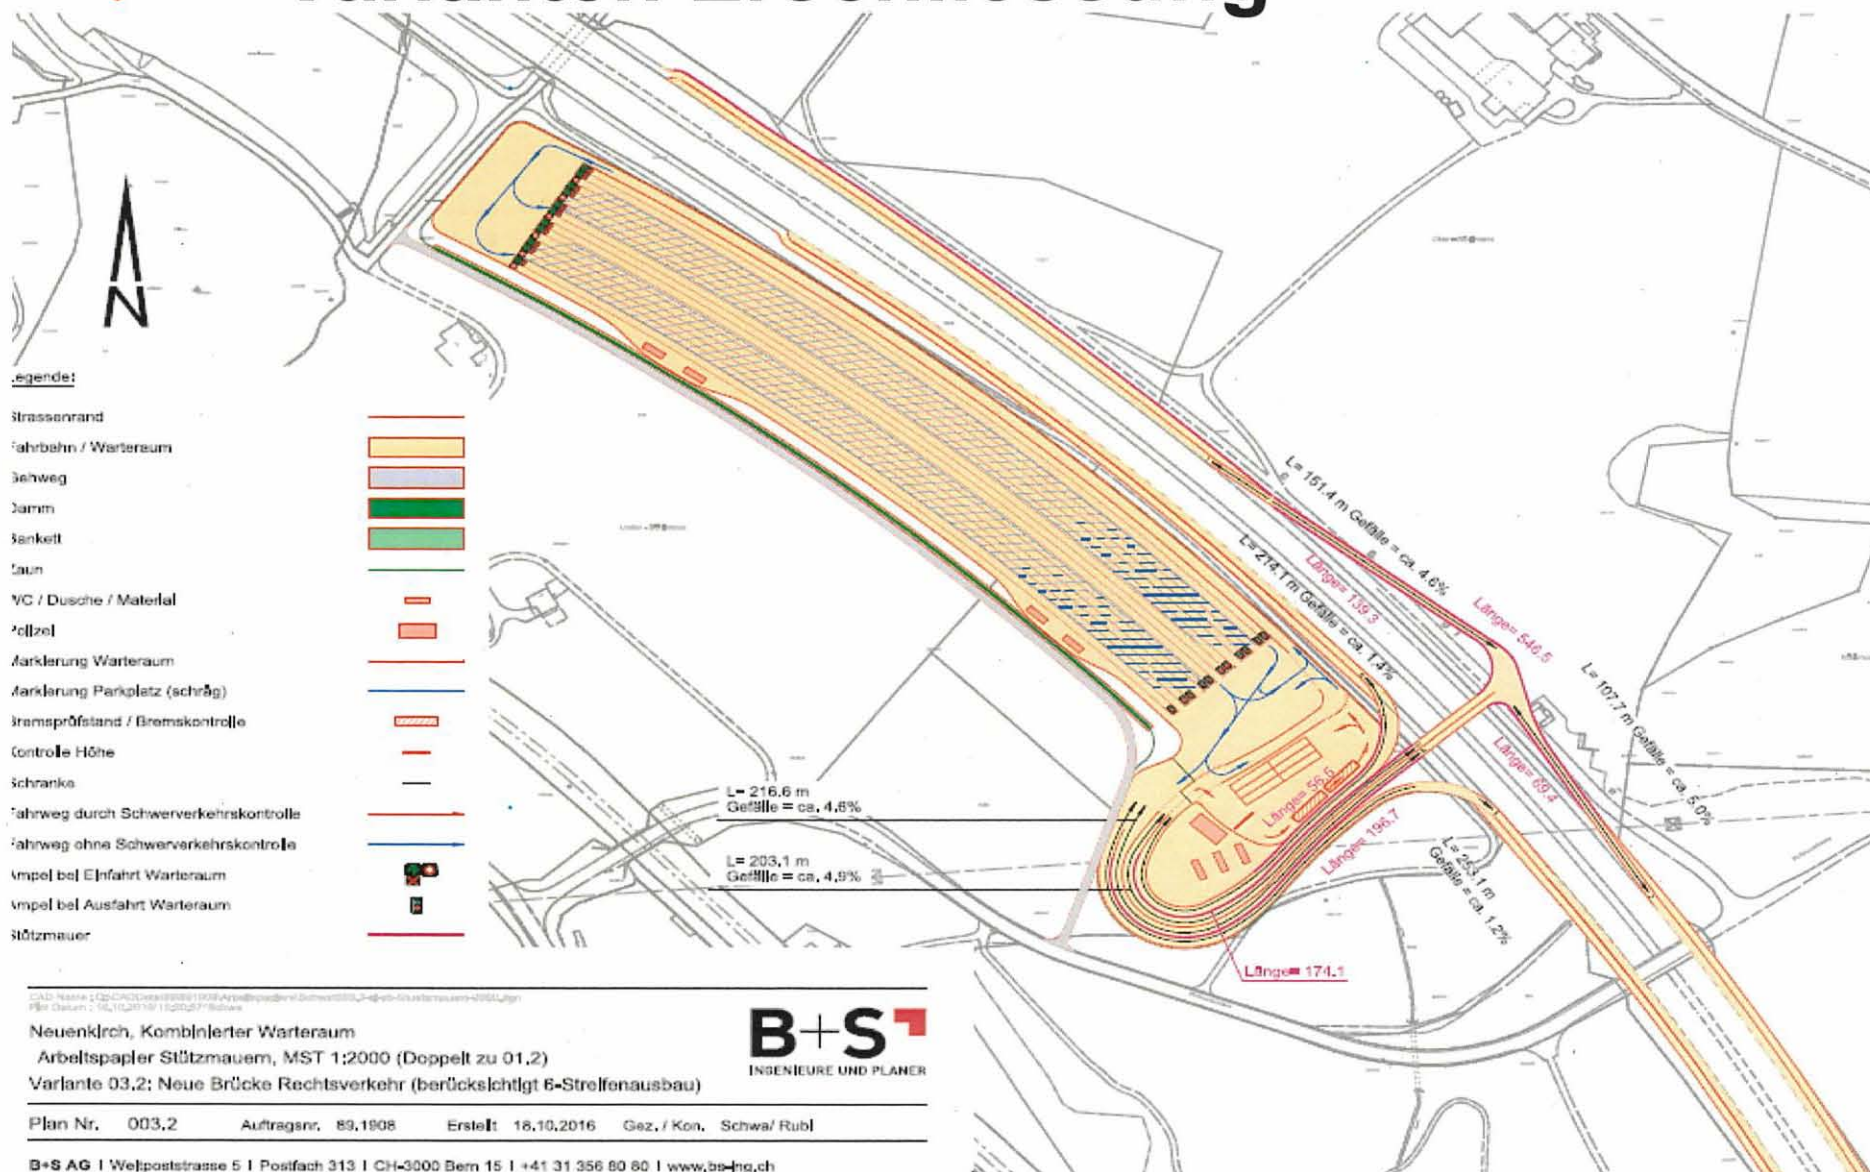 Varianten Erschliessung
N
Legende:
Strassenrand
Fahrbahn / Warteraum
Gehweg
Damm
Bankett
Zaun
WC / Dusche / Material
Polizei
Markierung Warteraum
Markierung Parkplatz (schräg)
Bremsprüfstand / Bremskontrolle
Kontrolle Höhe
Schranke
Fahrweg durch Schwerverkehrskontrolle
Fahrweg ohne Schwerverkehrskontrolle
Ampel bei Einfahrt Warteraum
Ampel bei Ausfahrt Warteraum
Stützmauer
L= 151.4 m Gefälle = ca. 4.6%
L= 214.1 m Gefälle = ca. 1.4%
Länge= 139.3
Länge= 546.5
L= 107.7 m Gefälle = ca. 5.0%
Länge= 69.4
Länge= 56.5
Länge= 196.7
L= 253.1 m
Gefälle = ca. 1.2%
L= 216.6 m
Gefälle = ca. 4.6%
L= 203.1 m
Gefälle = ca. 4.9%
Länge= 174.1
Neuenkirch, Kombinierter Warteraum
Arbeitspapier Stützmauern, MST 1:2000 (Doppelt zu 01.2)
Variante 03.2: Neue Brücke Rechtsverkehr (berücksichtigt 6-Streifenausbau)
B+S
INGENIEURE UND PLANER
Plan Nr. 003.2 Auftragsnr. 89.1908 Erstellt 18.10.2016 Gez. / Kon. Schwa/ Rubl
B+S AG | Weltpoststrasse 5 | Postfach 313 | CH-3000 Bern 15 | +41 31 356 80 80 | www.bs-ing.ch